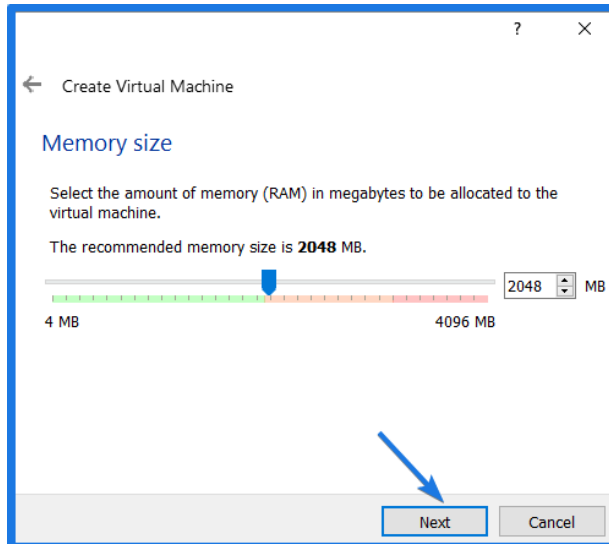 ?
Create Virtual Machine
Memory size
Select the amount of memory (RAM) in megabytes to be allocated to the
virtual machine.
The recommended memory size is 2048 MB.
2048 MB
4 MB 4096 MB
Next Cancel